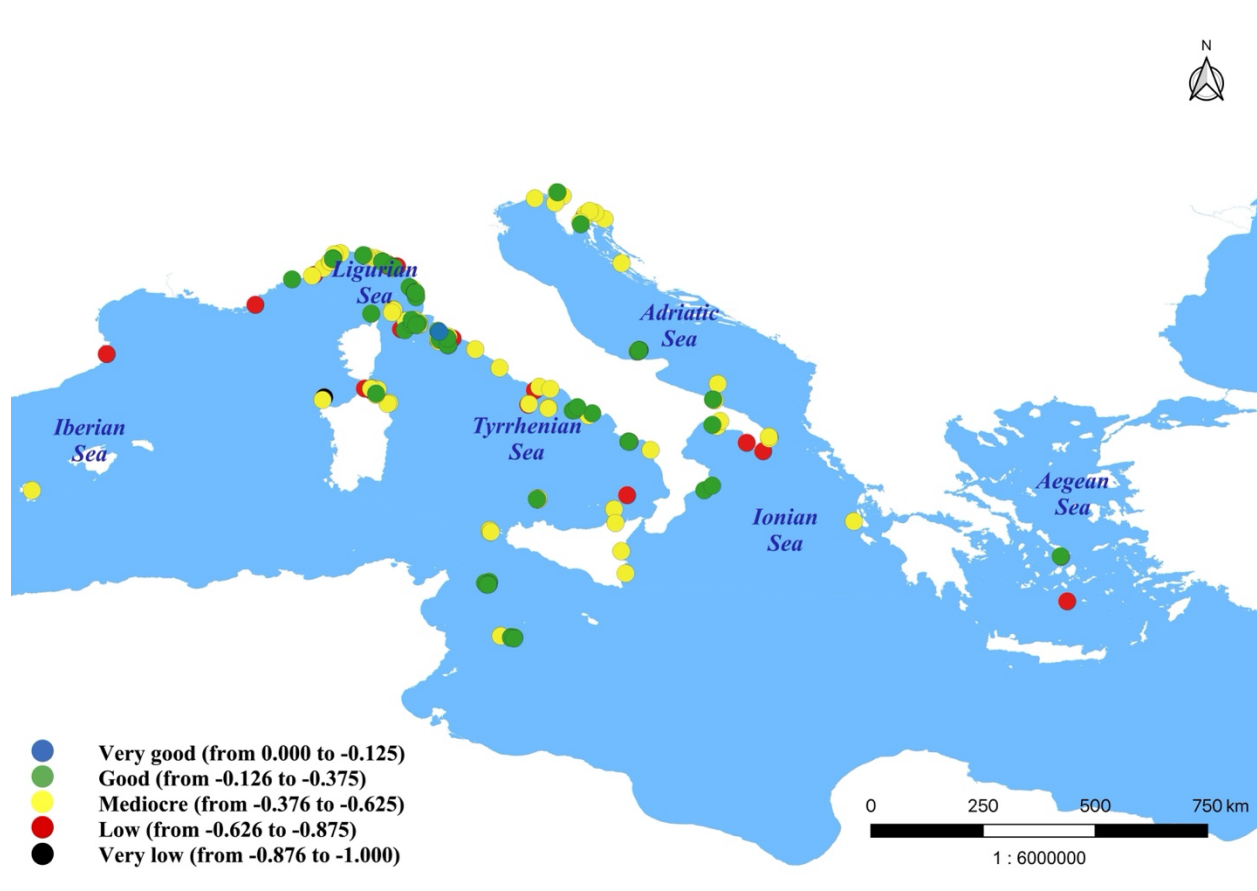 N
Ligurian
Sea
Adriatic
Sea
Iberian
Sea
Tyrrhenian
Sea
Aegean
Sea
Ionian
Sea
Very good (from 0.000 to -0.125)
Good (from -0.126 to -0.375)
Mediocre (from -0.376 to -0.625)
Low (from -0.626 to -0.875)
Very low (from -0.876 to -1.000)
0 250 500 750 km
1 : 6000000